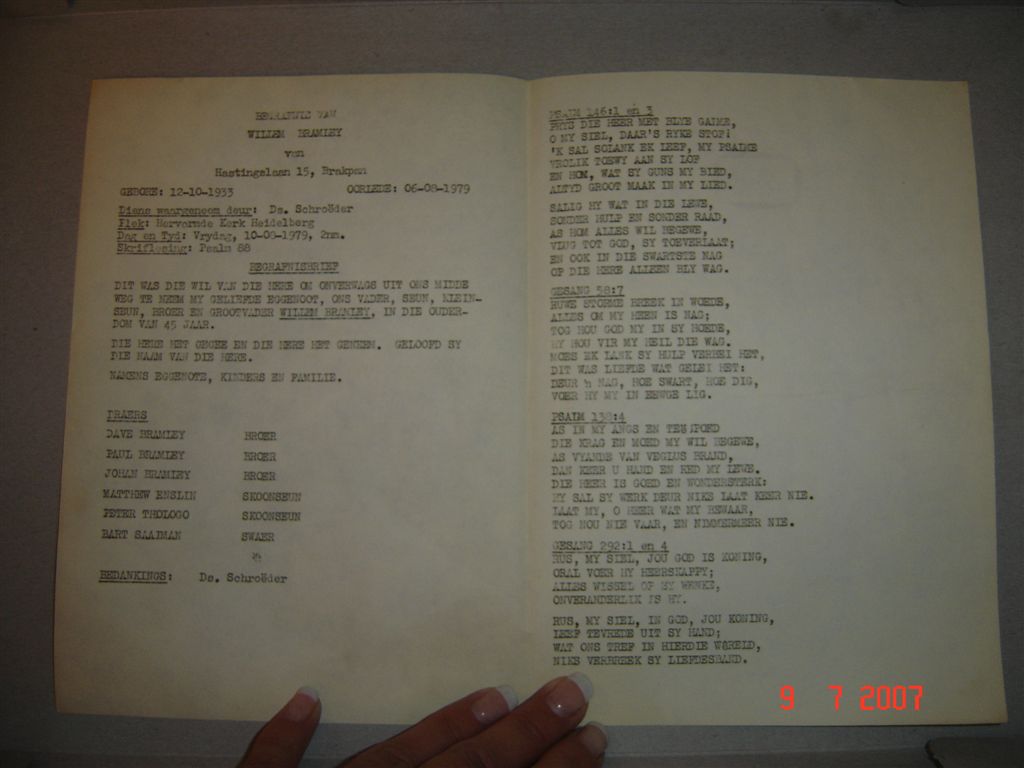 BEGRAFNIS VAN
WILLEM BRAMLEY
van
Hastingslaan 15, Brakpan
GEBORE: 12-10-1933 OORLEDE: 06-08-1979
Diens waargeneem deur: Ds. Schroëder
Plek: Hervormde Kerk Heidelberg
Dag en Tyd: Vrydag, 10-08-1979, 2nm.
Skriflesing: Psalm 88
BEGRAFNISBRIEF
DIT WAS DIE WIL VAN DIE HERE OM ONVERWAGS UIT ONS MIDDE
WEG TE NEEM MY GELIEFDE EGGENOOT, ONS VADER, SEUN, KLEIN-
SEUN, BROER EN GROOTVADER WILLEM BRAMLEY, IN DIE OUDER-
DOM VAN 45 JAAR.
DIE HERE HET GEGEE EN DIE HERE HET GENEEM. GELOOFD SY
DIE NAAM VAN DIE HERE.
NAMENS EGGENOTE, KINDERS EN FAMILIE.
DRAERS
DAVE BRAMLEY BROER
PAUL BRAMLEY BROER
JOHAN BRAMLEY BROER
MATTHEW ENSLIN SKOONSEUN
PETER THOLOGO SKOONSEUN
BART SAAIMAN SWAER
BEDANKINGS: Ds. Schroëder
PSALM 146:1 en 3
PRYS DIE HEER MET BLYE GALME,
O MY SIEL, DAAR'S RYKE STOF!
'K SAL SOLANK EK LEEF, MY PSALME
VROLIK TOEWY AAN SY LOF
EN HOM, WAT SY GUNS MY BIED,
ALTYD GROOT MAAK IN MY LIED.
SALIG HY WAT IN DIE LEWE,
SONDER HULP EN SONDER RAAD,
AS HOM ALLES WIL BEGEWE,
VLUG TOT GOD, SY TOEVERLAAT;
EN OOK IN DIE SWARTSTE NAG
OP DIE HERE ALLEEN BLY WAG.
GESANG 58:7
RUWE STORME BREEK IN WOEDE,
ALLES OM MY HEEN IS NAG;
TOG HOU GOD MY IN SY HOEDE,
HY HOU VIR MY HEIL DIE WAG.
MOES EK LANK SY HULP VERBEI HET,
DIT WAS LIEFDE WAT GELEI HET:
DEUR 'n NAG, HOE SWART, HOE DIG,
VOER HY MY IN EEWGE LIG.
PSALM 138:4
AS IN MY ANGS EN TEËSPOED
DIE KRAG EN MOED MY WIL BEGEWE,
AS VYANDE VAN VEGLUS BRAND,
DAN KEER U HAND EN RED MY LEWE.
DIE HEER IS GOED EN WONDERSTERK:
HY SAL SY WERK DEUR NIKS LAAT KEER NIE.
LAAT MY, O HEER WAT MY BEWAAR,
TOG NOU NIE VAAR, EN NIMMERMEER NIE.
GESANG 292:1 en 4
RUS, MY SIEL, JOU GOD IS KONING,
ORAL VOER HY HEERSKAPPY;
ALLES WISSEL OP SY WENKE,
ONVERANDERLIK IS HY.
RUS, MY SIEL, IN GOD, JOU KONING,
LEEF TEVREDE UIT SY HAND;
WAT ONS TREF IN HIERDIE WÊRELD,
NIKS VERBREEK SY LIEFDESBAND.
9 7 2007